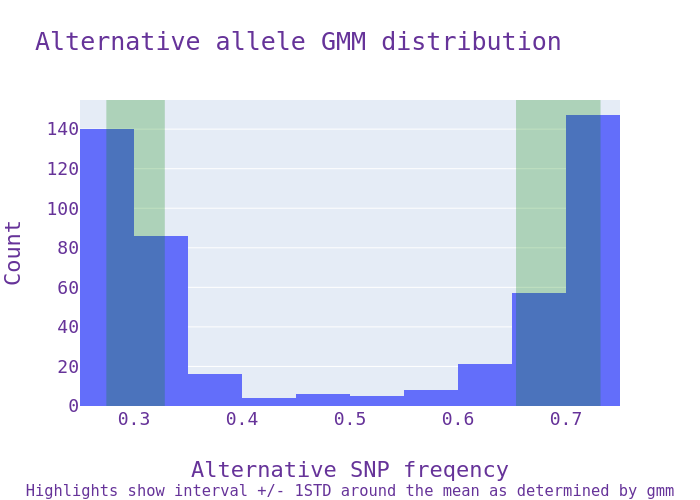 Alternative allele GMM distribution
140
120
100
80
60
40
20
0
Count
0.3 0.4 0.5 0.6 0.7
Alternative SNP freqency
Highlights show interval +/- 1STD around the mean as determined by gmm